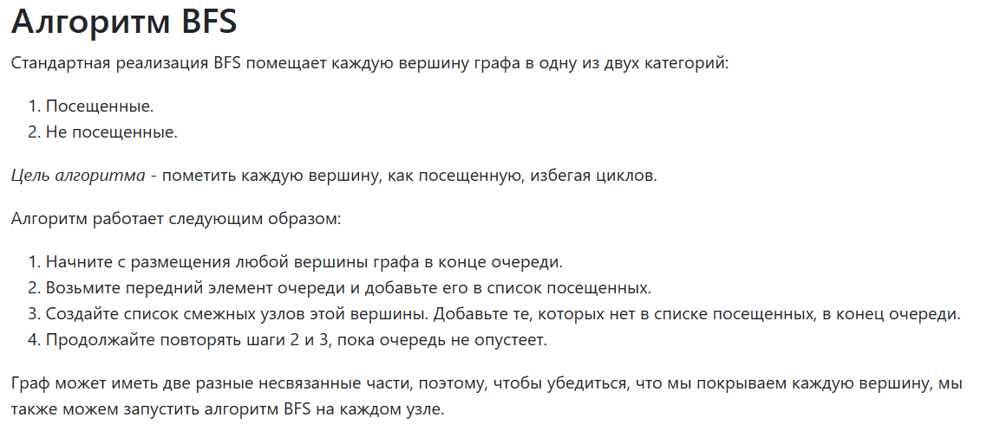 Алгоритм BFS
Стандартная реализация BFS помещает каждую вершину графа в одну из двух категорий:
1. Посещенные.
2. Не посещенные.
Цель алгоритма - пометить каждую вершину, как посещенную, избегая циклов.
Алгоритм работает следующим образом:
1. Начните с размещения любой вершины графа в конце очереди.
2. Возьмите передний элемент очереди и добавьте его в список посещенных.
3. Создайте список смежных узлов этой вершины. Добавьте те, которых нет в списке посещенных, в конец очереди.
4. Продолжайте повторять шаги 2 и 3, пока очередь не опустеет.
Граф может иметь две разные несвязанные части, поэтому, чтобы убедиться, что мы покрываем каждую вершину, мы
также можем запустить алгоритм BFS на каждом узле.